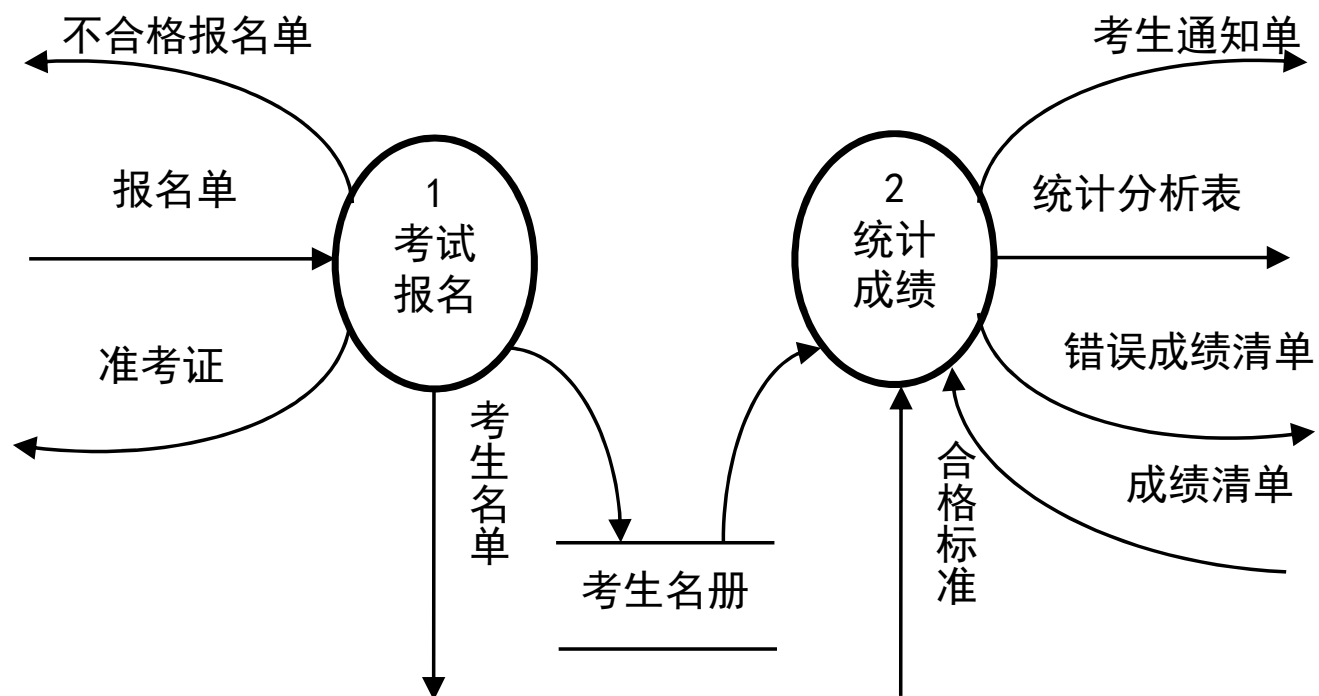 不合格报名单
考生通知单
报名单
1
考试
报名
2
统计
成绩
统计分析表
准考证
错误成绩清单
考生名单
合格标准
成绩清单
考生名册